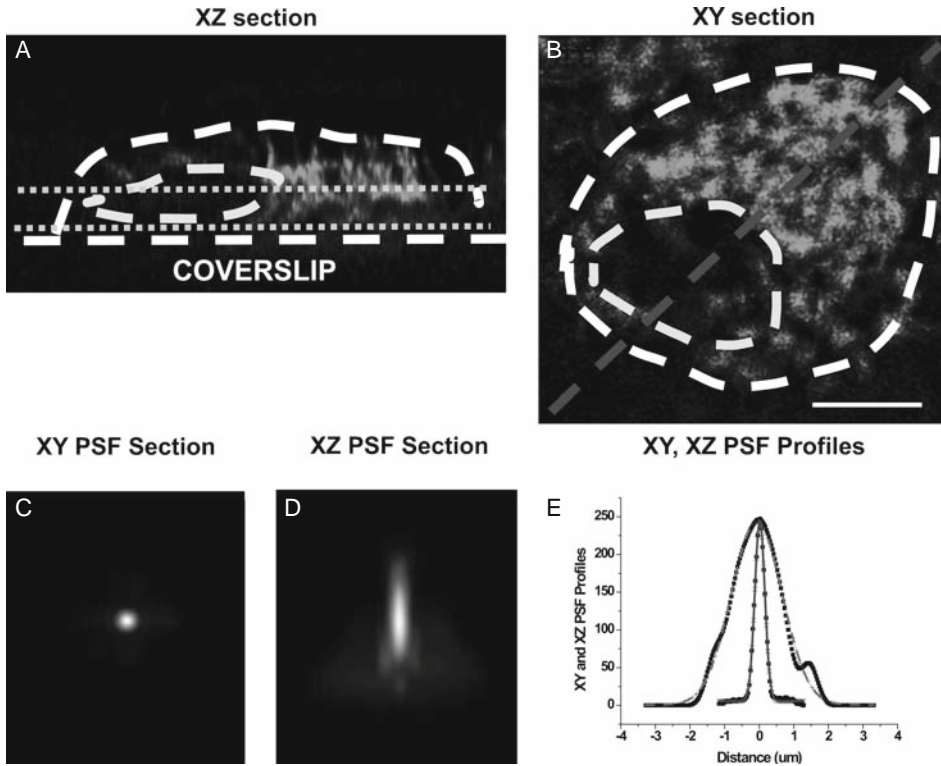 XZ section
XY section
A
B
COVERSLIP
XY PSF Section
XZ PSF Section
XY, XZ PSF Profiles
C
D
E
XY and XZ PSF Profiles
250
200
150
100
50
0
-4 -3 -2 -1 0 1 2 3 4
Distance (um)